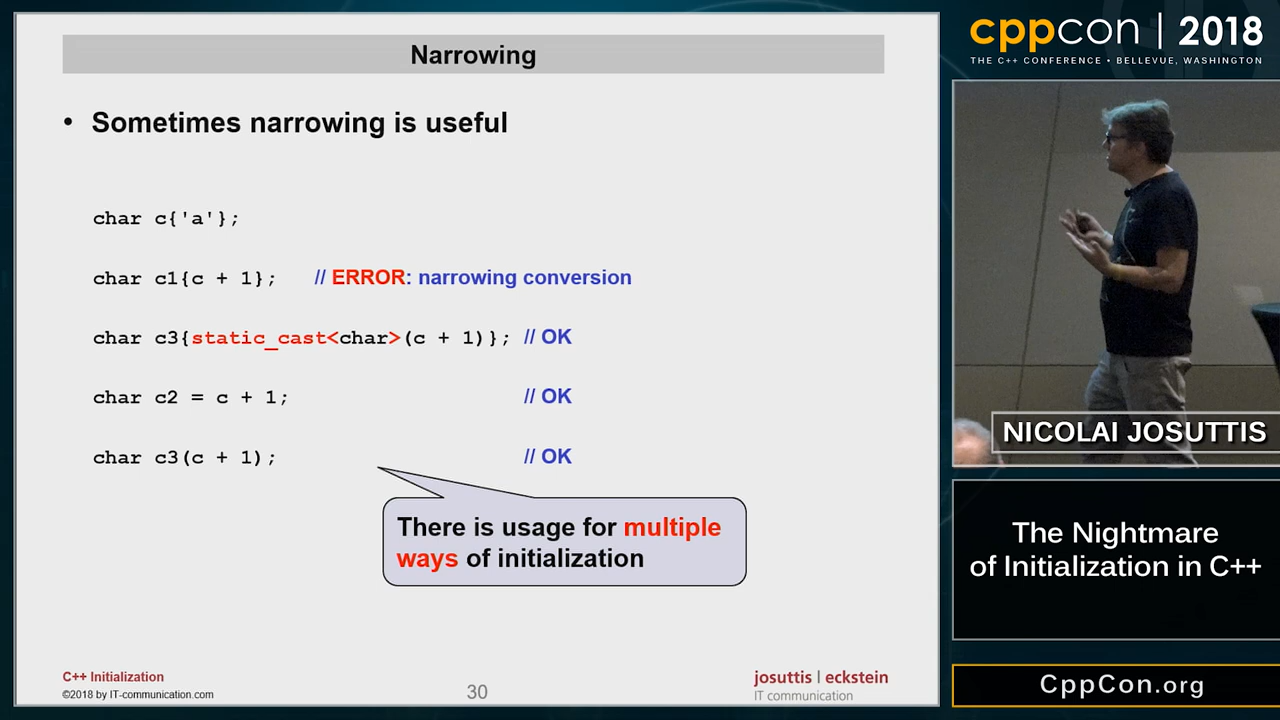 Narrowing
• Sometimes narrowing is useful
char c{'a'};
char c1{c + 1}; // ERROR: narrowing conversion
char c3{static_cast<char>(c + 1)}; // OK
char c2 = c + 1; // OK
char c3(c + 1); // OK
There is usage for multiple
ways of initialization
C++ Initialization
©2018 by IT-communication.com
30
josuttis | eckstein
IT communication
cppcon | 2018
THE C++ CONFERENCE • BELLEVUE, WASHINGTON
NICOLAI JOSUTTIS
The Nightmare
of Initialization in C++
CppCon.org